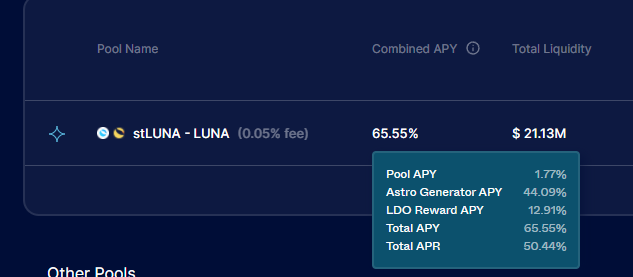 Pool Name Combined APY Total Liquidity
stLUNA - LUNA (0.05% fee) 65.55% $ 21.13M
Pool APY 1.77%
Astro Generator APY 44.09%
LDO Reward APY 12.91%
Total APY 65.55%
Total APR 50.44%
Other Pools